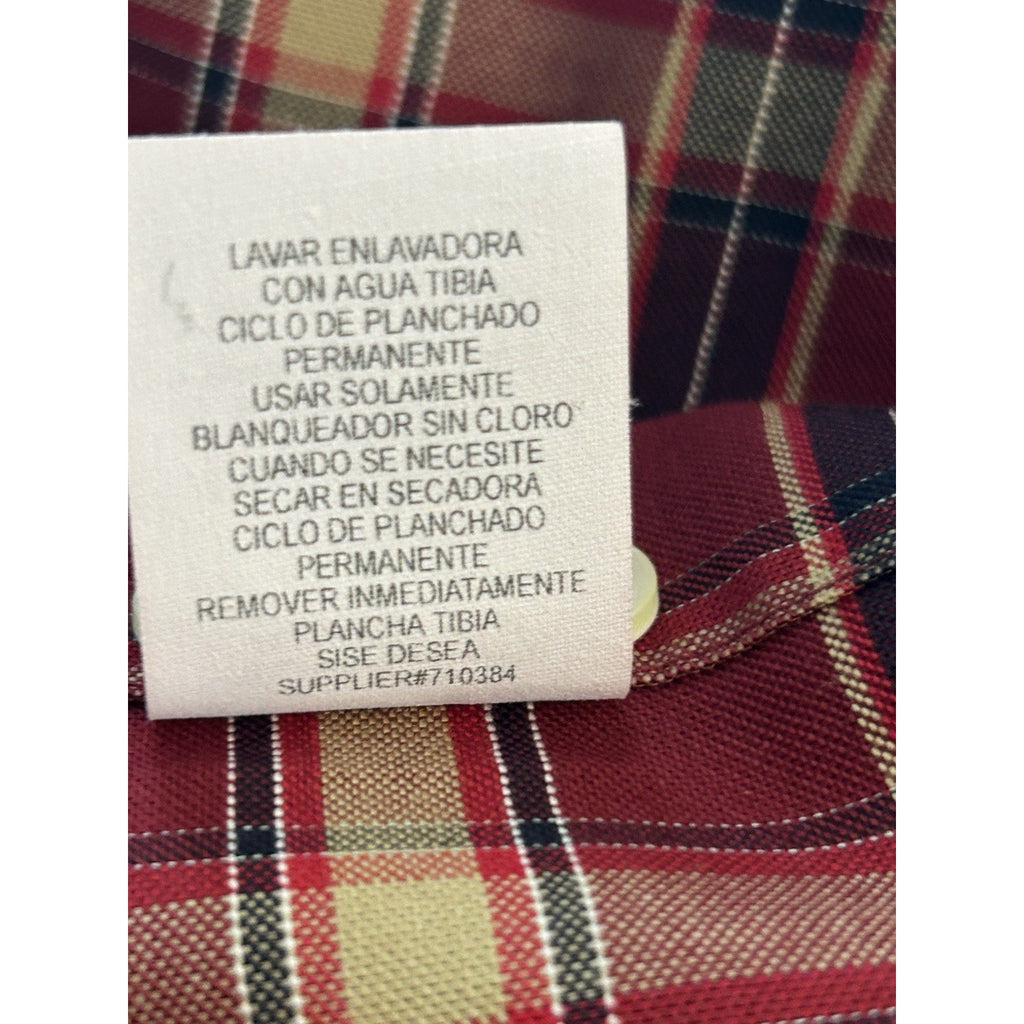 LAVAR ENLAVADORA
CON AGUA TIBIA
CICLO DE PLANCHADO
PERMANENTE
USAR SOLAMENTE
BLANQUEADOR SIN CLORO
CUANDO SE NECESITE
SECAR EN SECADORA
CICLO DE PLANCHADO
PERMANENTE
REMOVER INMEDIATAMENTE
PLANCHA TIBIA
SISE DESEA
SUPPLIER#710384